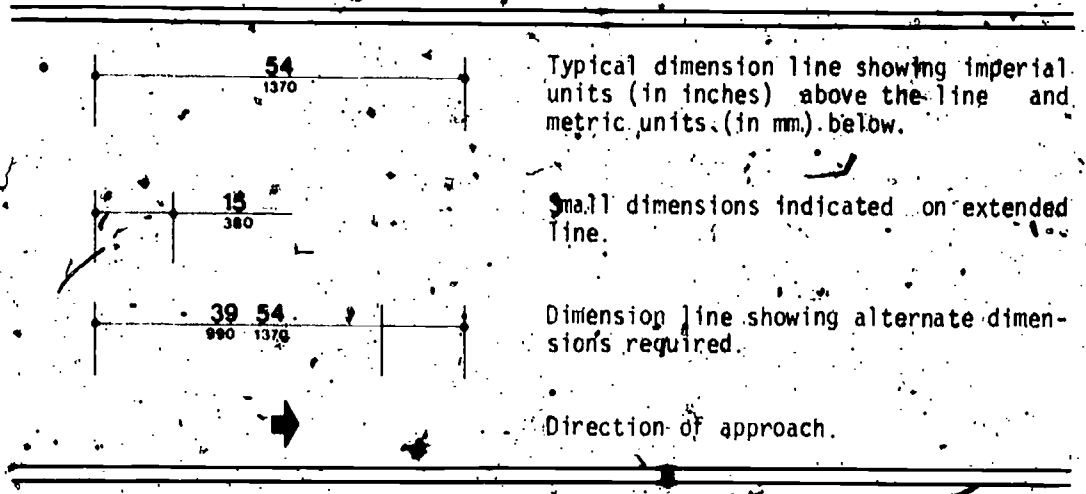 54
1370
Typical dimension line showing imperial
units (in inches) above the line and
metric units (in mm.) below.
15
380
Small dimensions indicated on extended
line.
39 54
990 1370
Dimension line showing alternate dimen-
sions required.
Direction of approach.